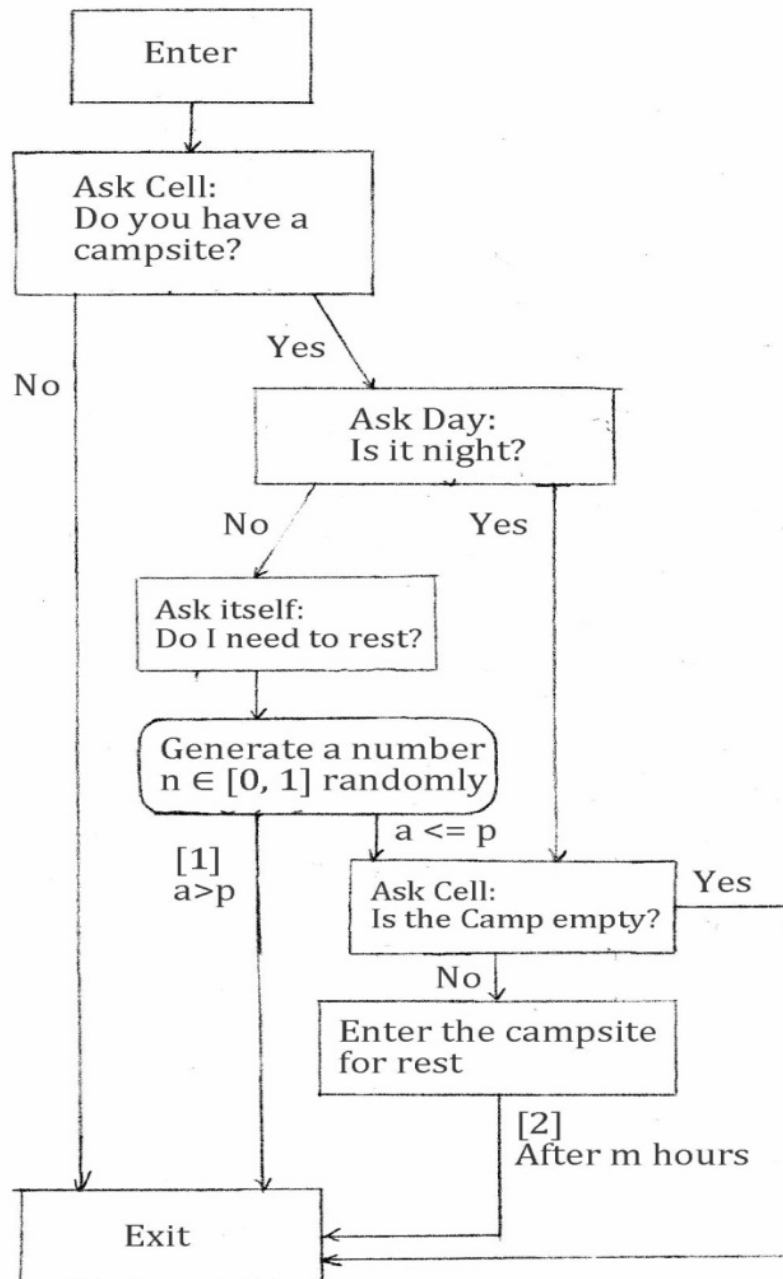 Enter
Ask Cell:
Do you have a
campsite?
No
Yes
Ask Day:
Is it night?
No
Yes
Ask itself:
Do I need to rest?
Generate a number
n ∈ [0, 1] randomly
[1]
a>p
a <= p
Ask Cell:
Is the Camp empty?
Yes
No
Enter the campsite
for rest
[2]
After m hours
Exit